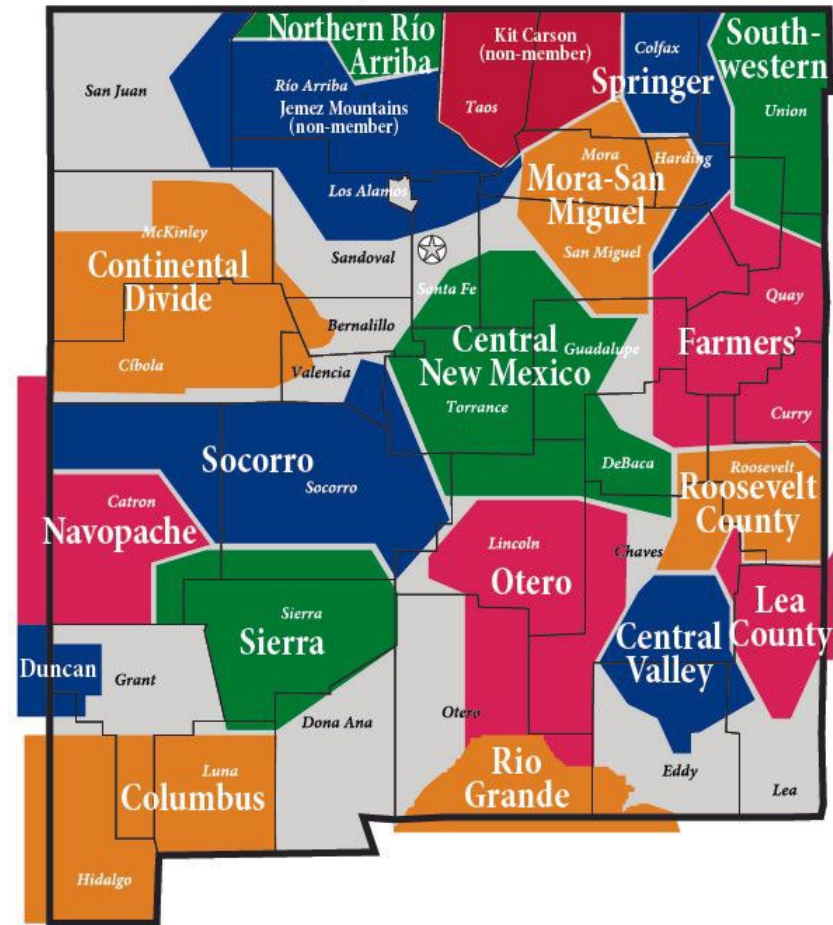 Northern Río
Arriba
Kit Carson
(non-member)
Colfax
Springer
South-
western
San Juan
Río Arriba
Jemez Mountains
(non-member)
Taos
Union
Mora
Harding
Mora-San
Miguel
San Miguel
Los Alamos
McKinley
Continental
Divide
Sandoval
Santa Fe
Quay
Bernalillo
Cíbola
Valencia
Central
New Mexico
Guadalupe
Torrance
Farmers'
Curry
Socorro
Socorro
DeBaca
Roosevelt
Roosevelt
County
Catron
Navopache
Lincoln
Otero
Chaves
Sierra
Sierra
Central
Valley
Lea
County
Duncan
Grant
Dona Ana
Otero
Luna
Columbus
Rio
Grande
Eddy
Lea
Hidalgo